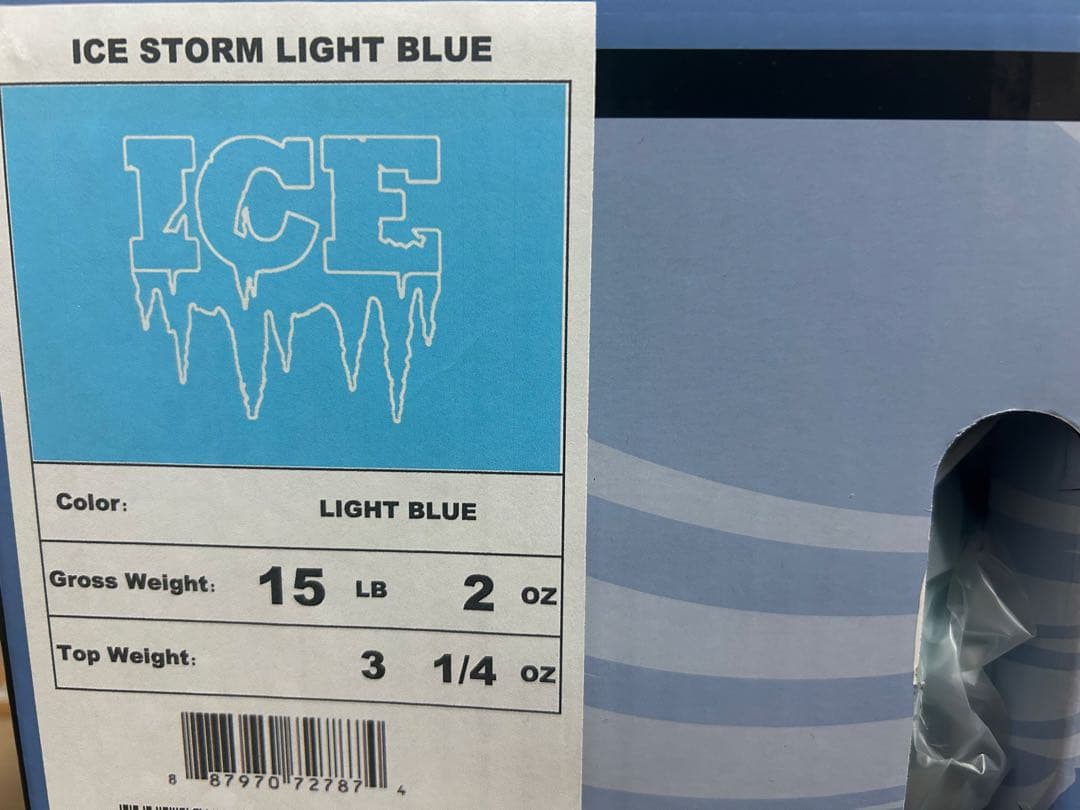 ICE STORM LIGHT BLUE
ICE
Color: LIGHT BLUE
Gross Weight: 15 LB 2 oz
Top Weight: 3 1/4 oz
8 87970 72787 4